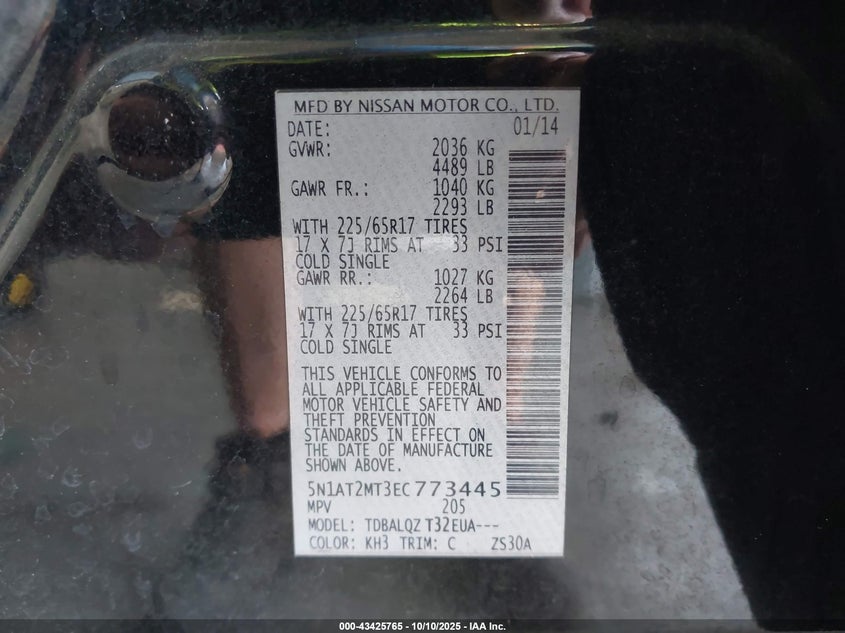 MFD BY NISSAN MOTOR CO., LTD.
DATE: 01/14
GVWR: 2036 KG
4489 LB
GAWR FR.: 1040 KG
2293 LB
WITH 225/65R17 TIRES
17 X 7J RIMS AT 33 PSI
COLD SINGLE
GAWR RR.: 1027 KG
2264 LB
WITH 225/65R17 TIRES
17 X 7J RIMS AT 33 PSI
COLD SINGLE
THIS VEHICLE CONFORMS TO
ALL APPLICABLE FEDERAL
MOTOR VEHICLE SAFETY AND
THEFT PREVENTION
STANDARDS IN EFFECT ON
THE DATE OF MANUFACTURE
SHOWN ABOVE.
5N1AT2MT3EC773445
MPV 205
MODEL: TDBALQZ T32EUA---
COLOR: KH3 TRIM: C ZS30A
000-43425765 - 10/10/2025 - IAA Inc.